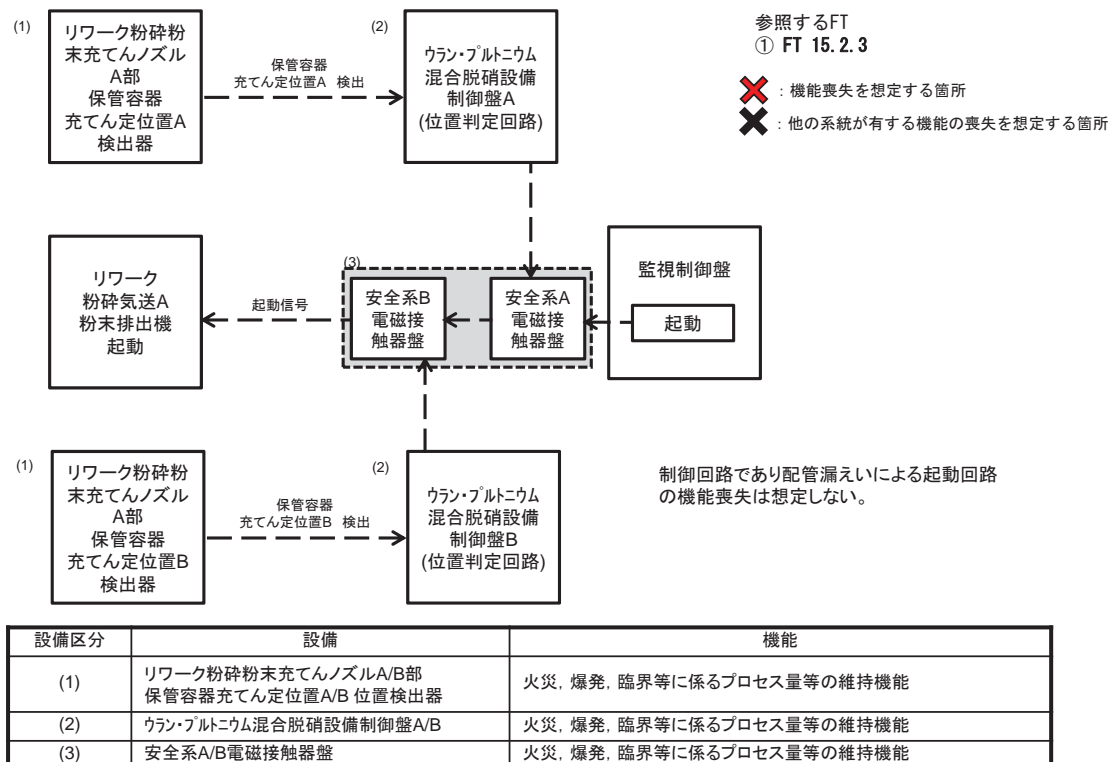 (1)
リワーク粉砕粉
末充てんノズル
A部
保管容器
充てん定位置A
検出器
保管容器
充てん定位置A 検出
(2)
ウラン・プルトニウム
混合脱硝設備
制御盤A
(位置判定回路)
参照するFT
① FT 15.2.3
：機能喪失を想定する箇所
：他の系統が有する機能の喪失を想定する箇所
リワーク
粉砕気送A
粉末排出機
起動
起動信号
(3)
安全系B
電磁接
触器盤
安全系A
電磁接
触器盤
監視制御盤
起動
(1)
リワーク粉砕粉
末充てんノズル
A部
保管容器
充てん定位置B
検出器
保管容器
充てん定位置B 検出
(2)
ウラン・プルトニウム
混合脱硝設備
制御盤B
(位置判定回路)
制御回路であり配管漏えいによる起動回路
の機能喪失は想定しない。
設備区分 設備 機能
(1) リワーク粉砕粉末充てんノズルA/B部
保管容器充てん定位置A/B 位置検出器 火災，爆発，臨界等に係るプロセス量等の維持機能
(2) ウラン・プルトニウム混合脱硝設備制御盤A/B 火災，爆発，臨界等に係るプロセス量等の維持機能
(3) 安全系A/B電磁接触器盤 火災，爆発，臨界等に係るプロセス量等の維持機能